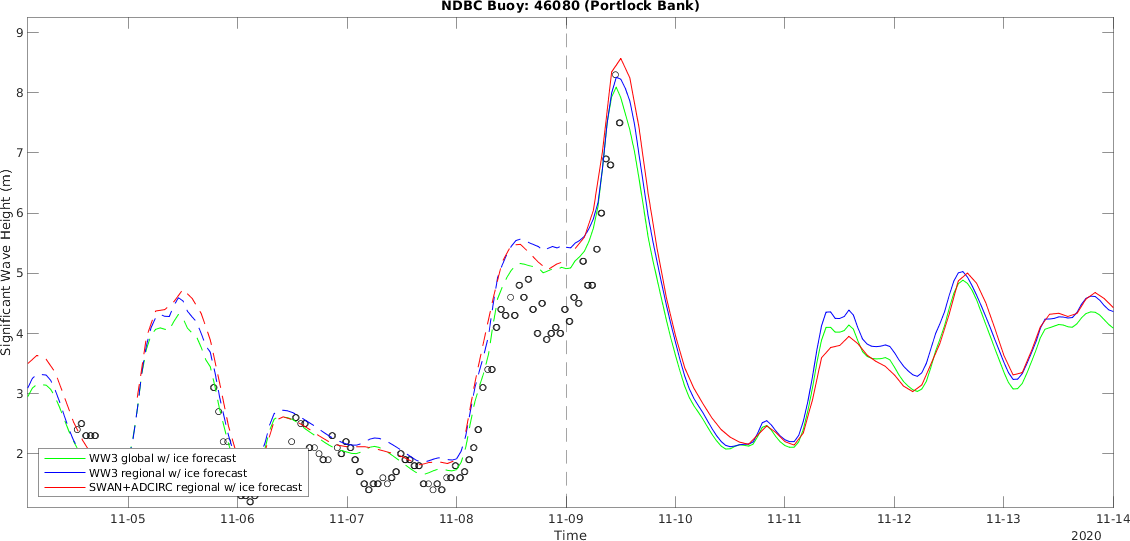 NDBC Buoy: 46080 (Portlock Bank)
Significant Wave Height (m)
9
8
7
6
5
4
3
2
WW3 global w/ ice forecast
WW3 regional w/ ice forecast
SWAN+ADCIRC regional w/ ice forecast
11-05 11-06 11-07 11-08 11-09 11-10 11-11 11-12 11-13 11-14
Time
2020